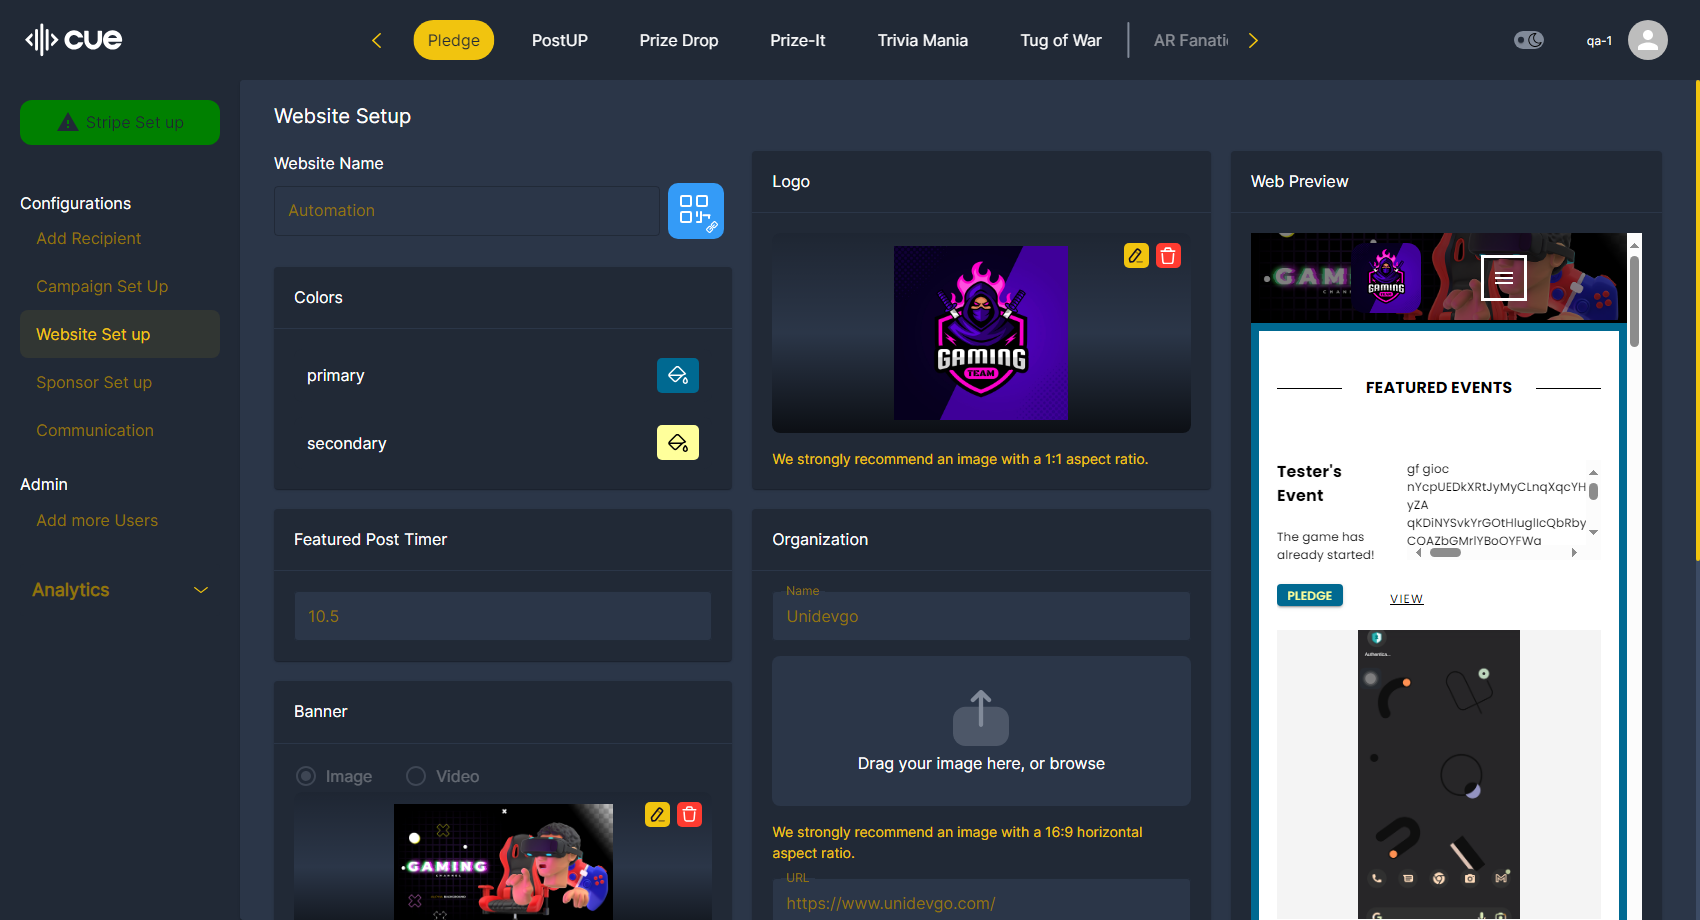 cue
Pledge
PostUP
Prize Drop
Prize-It
Trivia Mania
Tug of War
AR Fanati
qa-1
Stripe Set up
Configurations
Add Recipient
Campaign Set Up
Website Set up
Sponsor Set up
Communication
Admin
Add more Users
Analytics
Website Setup
Website Name
Automation
Colors
primary
secondary
Featured Post Timer
10.5
Banner
Image
Video
GAMING
Logo
GAMING
TEAM
We strongly recommend an image with a 1:1 aspect ratio.
Organization
Name
Unidevgo
Drag your image here, or browse
We strongly recommend an image with a 16:9 horizontal
aspect ratio.
URL
https://www.unidevgo.com/
Web Preview
GAMI
GAMING
TEAM
FEATURED EVENTS
Tester's
Event
The game has
already started!
gf gioc
nYcpUEDkXRtJyMyCLnqXqcYH
yZA
PLEDGE
VIEW